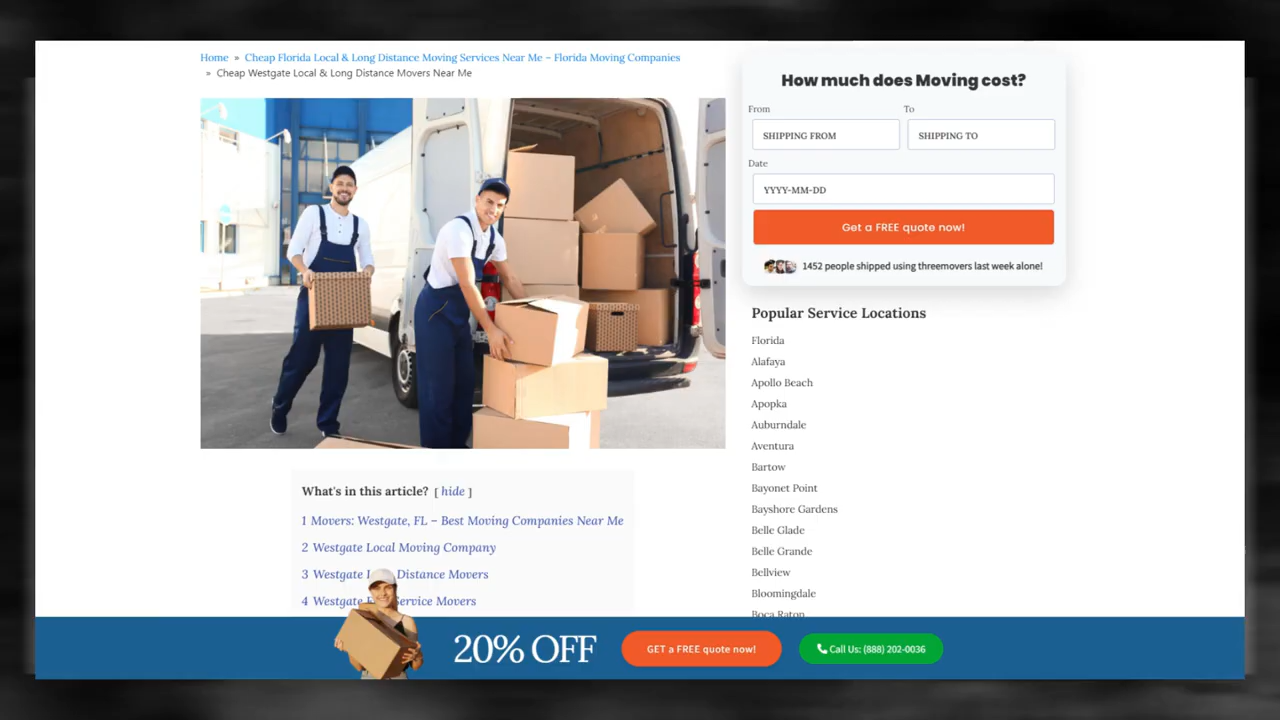 Home » Cheap Florida Local & Long Distance Moving Services Near Me – Florida Moving Companies
» Cheap Westgate Local & Long Distance Movers Near Me
How much does Moving cost?
From To
SHIPPING FROM SHIPPING TO
Date
YYYY-MM-DD
Get a FREE quote now!
1452 people shipped using threemovers last week alone!
Popular Service Locations
Florida
Alafaya
Apollo Beach
Apopka
Auburndale
Aventura
Bartow
Bayonet Point
Bayshore Gardens
Belle Glade
Belle Grande
Bellview
Bloomingdale
Boca Raton
What's in this article? [ hide ]
1 Movers: Westgate, FL – Best Moving Companies Near Me
2 Westgate Local Moving Company
3 Westgate Distance Movers
4 Westgate Service Movers
20% OFF
GET a FREE quote now!
Call Us: (888) 202-0036